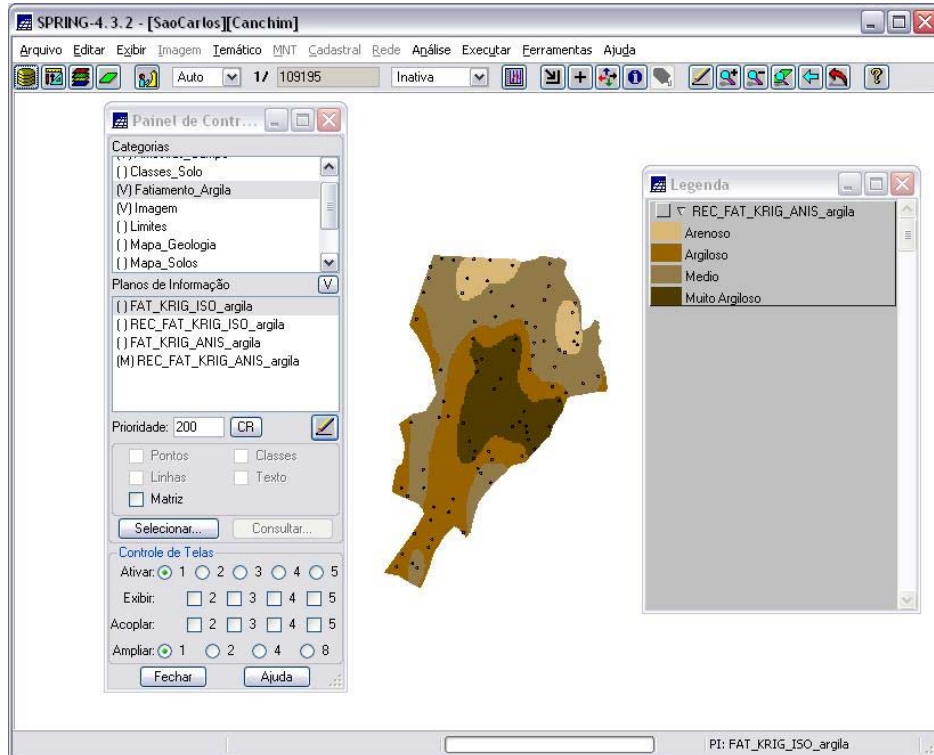 SPRING-4.3.2 - [SaoCarlos][Canchim]
Arquivo Editar Exibir Imagem Temático MNT Cadastral Rede Análise Executar Ferramentas Ajuda
Auto 1/ 109195 Inativa
Painel de Contr...
Categorias
( ) Classes_Solo
(V) Fatiamento_Argila
(V) Imagem
( ) Limites
( ) Mapa_Geologia
( ) Mapa_Solos
Planos de Informação V
( ) FAT_KRIG_ISO_argila
( ) REC_FAT_KRIG_ISO_argila
( ) FAT_KRIG_ANIS_argila
(M) REC_FAT_KRIG_ANIS_argila
Prioridade: 200 CR
Pontos Classes
Linhas Texto
Matriz
Selecionar... Consultar...
Controle de Telas
Ativar: 1 2 3 4 5
Exibir: 2 3 4 5
Acoplar: 2 3 4 5
Ampliar: 1 2 4 8
Fechar Ajuda
Legenda
REC_FAT_KRIG_ANIS_argila
Arenoso
Argiloso
Medio
Muito Argiloso
PI: FAT_KRIG_ISO_argila